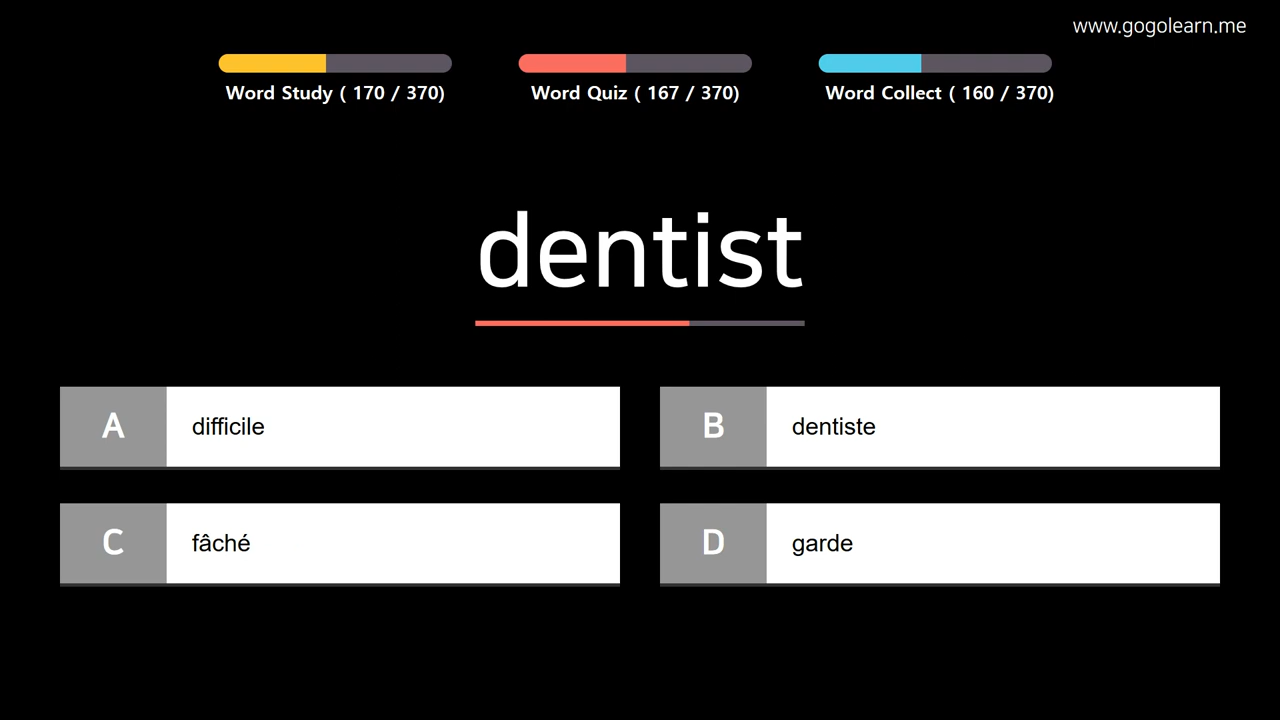 www.gogolearn.me
Word Study ( 170 / 370)
Word Quiz ( 167 / 370)
Word Collect ( 160 / 370)
dentist
A difficile
B dentiste
C fâché
D garde